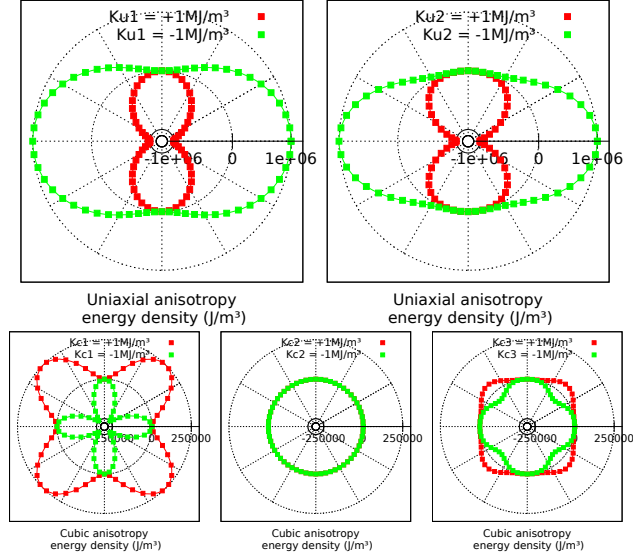 Ku1 = +1MJ/m³
Ku1 = -1MJ/m³
-1e+06 0 1e+06
Uniaxial anisotropy
energy density (J/m³)
Ku2 = +1MJ/m³
Ku2 = -1MJ/m³
-1e+06 0 1e+06
Uniaxial anisotropy
energy density (J/m³)
Kc1 = +1MJ/m³
Kc1 = -1MJ/m³
-250000 0 250000
Cubic anisotropy
energy density (J/m³)
Kc2 = +1MJ/m³
Kc2 = -1MJ/m³
-250000 0 250000
Cubic anisotropy
energy density (J/m³)
Kc3 = +1MJ/m³
Kc3 = -1MJ/m³
-250000 0 250000
Cubic anisotropy
energy density (J/m³)